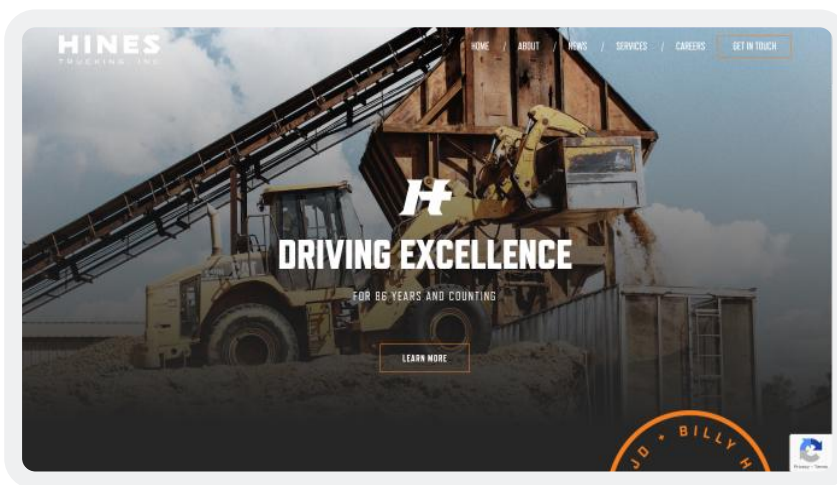 HINES
TRUCKING, INC
HOME / ABOUT / NEWS / SERVICES / CAREERS GET IN TOUCH
H
DRIVING EXCELLENCE
FOR 86 YEARS AND COUNTING
LEARN MORE
JO + BILLY H
Privacy - Terms